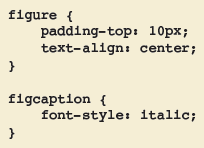 figure {
    padding-top: 10px;
    text-align: center;
}

figcaption {
    font-style: italic;
}